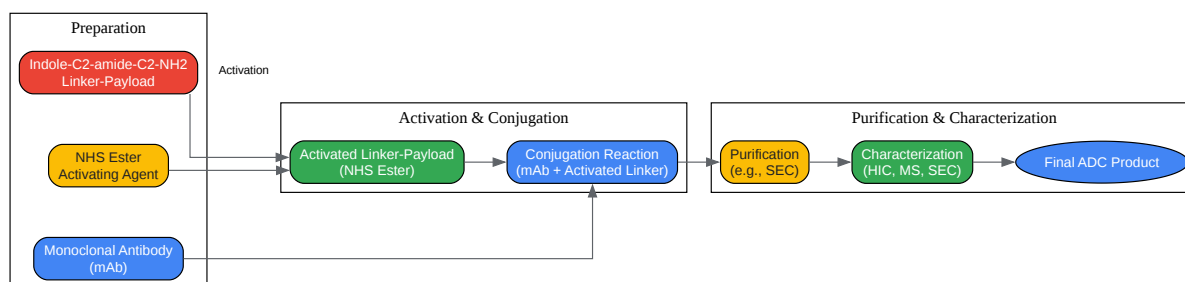 Preparation
Indole-C2-amide-C2-NH2
Linker-Payload
Activation
NHS Ester
Activating Agent
Monoclonal Antibody
(mAb)
Activation & Conjugation
Activated Linker-Payload
(NHS Ester)
Conjugation Reaction
(mAb + Activated Linker)
Purification & Characterization
Purification
(e.g., SEC)
Characterization
(HIC, MS, SEC)
Final ADC Product